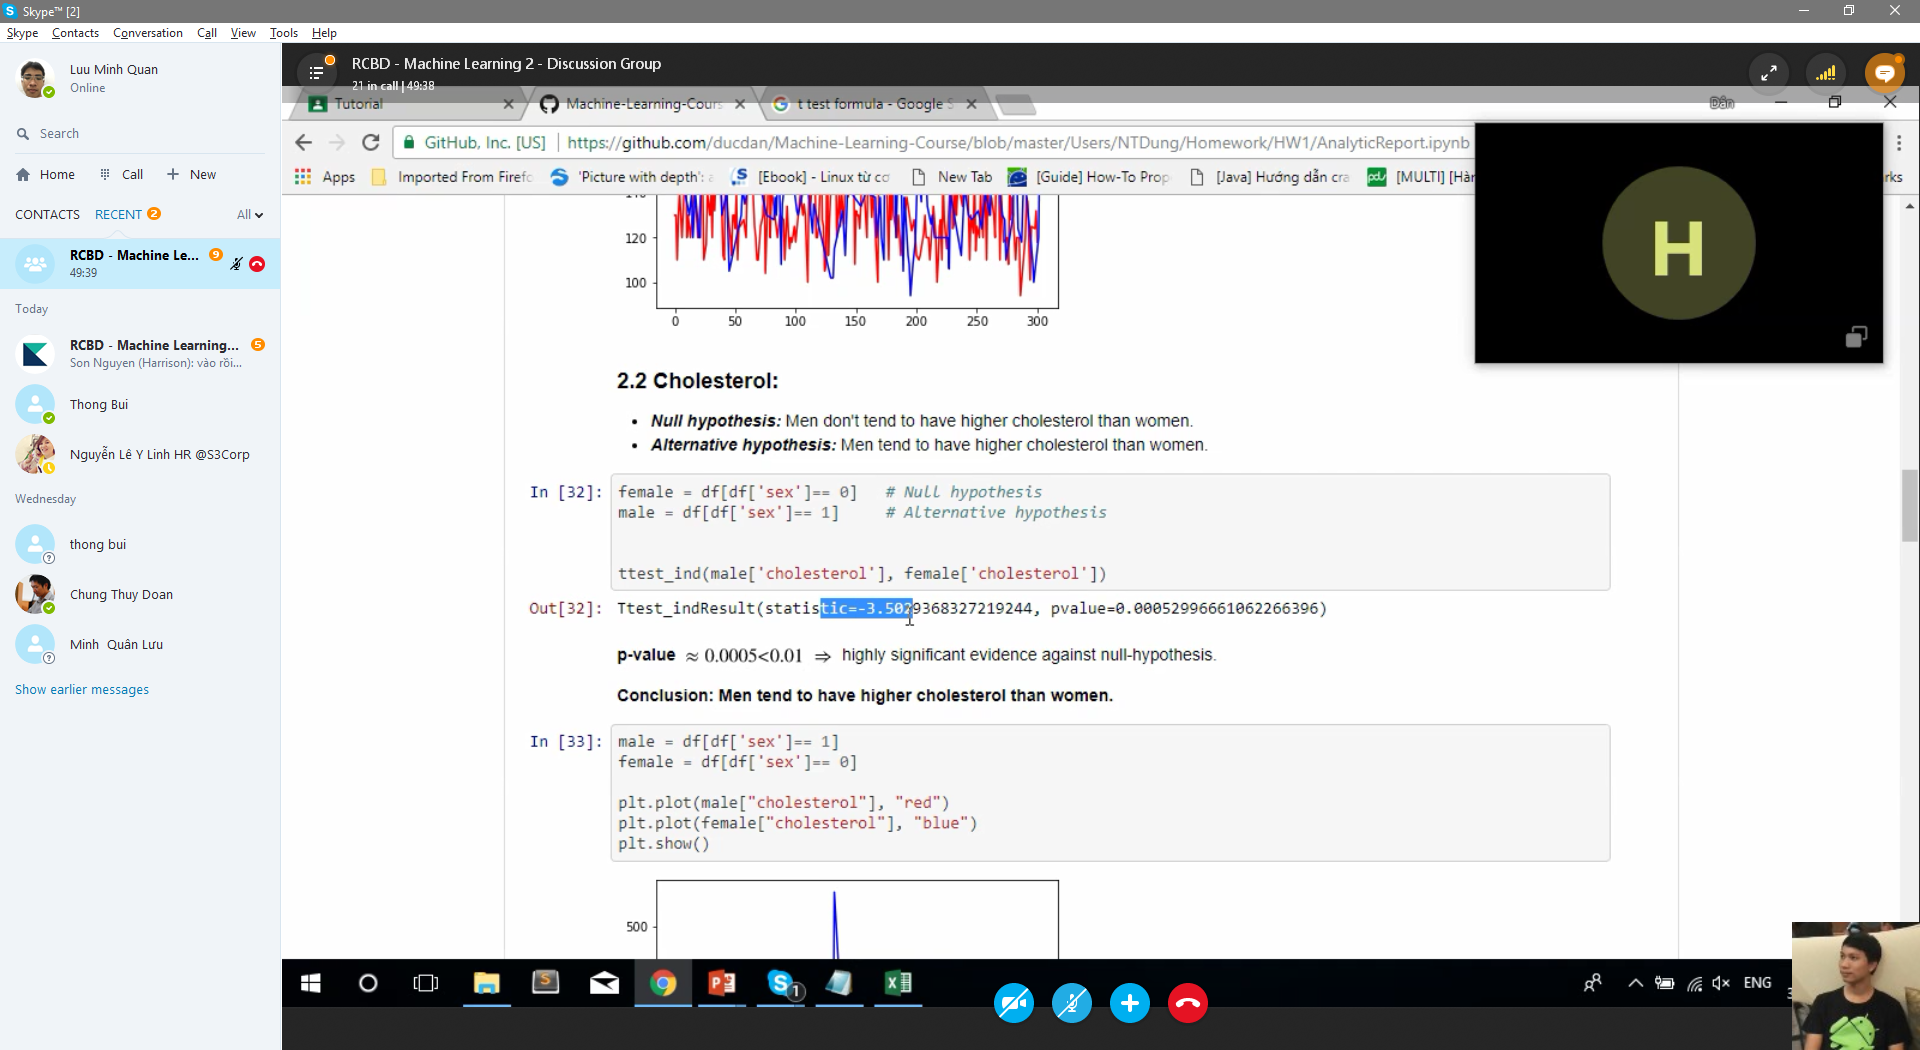 Skype™ [2]
Skype Contacts Conversation Call View Tools Help
Luu Minh Quan
Online
Search
Home Call New
CONTACTS RECENT 2 All
RCBD - Machine Le... 9
49:39
Today
RCBD - Machine Learning... 5
Son Nguyen (Harrison): vào rồi...
Thong Bui
Nguyễn Lê Y Linh HR @S3Corp
Wednesday
thong bui
Chung Thuy Doan
Minh Quân Lưu
Show earlier messages
RCBD - Machine Learning 2 - Discussion Group
21 in call | 49:38
Tutorial Machine-Learning-Cour t test formula - Google S Dân
GitHub, Inc. [US] https://github.com/ducdan/Machine-Learning-Course/blob/master/Users/NTDung/Homework/HW1/AnalyticReport.ipynb
Apps Imported From Firefo 'Picture with depth': a [Ebook] - Linux từ cơ New Tab [Guide] How-To Prop [Java] Hướng dẫn cra pdu [MULTI] [Hàn rks
H
140
120
100
0 50 100 150 200 250 300
2.2 Cholesterol:
• Null hypothesis: Men don't tend to have higher cholesterol than women.
• Alternative hypothesis: Men tend to have higher cholesterol than women.
In [32]: female = df[df['sex']== 0] # Null hypothesis
male = df[df['sex']== 1] # Alternative hypothesis
ttest_ind(male['cholesterol'], female['cholesterol'])
Out[32]: Ttest_indResult(statistic=-3.5029368327219244, pvalue=0.00052996661062266396)
p-value ≈ 0.0005<0.01 ⇒ highly significant evidence against null-hypothesis.
Conclusion: Men tend to have higher cholesterol than women.
In [33]: male = df[df['sex']== 1]
female = df[df['sex']== 0]
plt.plot(male["cholesterol"], "red")
plt.plot(female["cholesterol"], "blue")
plt.show()
500
1 ENG